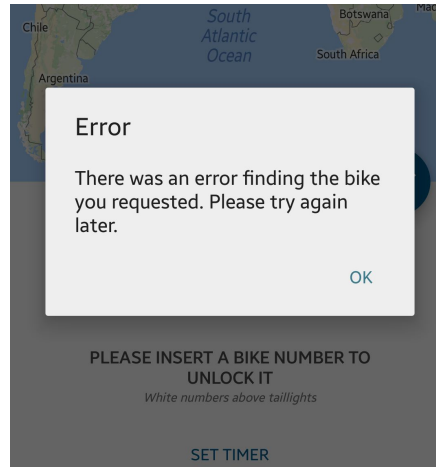 South
Atlantic
Ocean
Botswana
Chile
South Africa
Argentina
Error
There was an error finding the bike
you requested. Please try again
later.
OK
PLEASE INSERT A BIKE NUMBER TO
UNLOCK IT
White numbers above taillights
SET TIMER